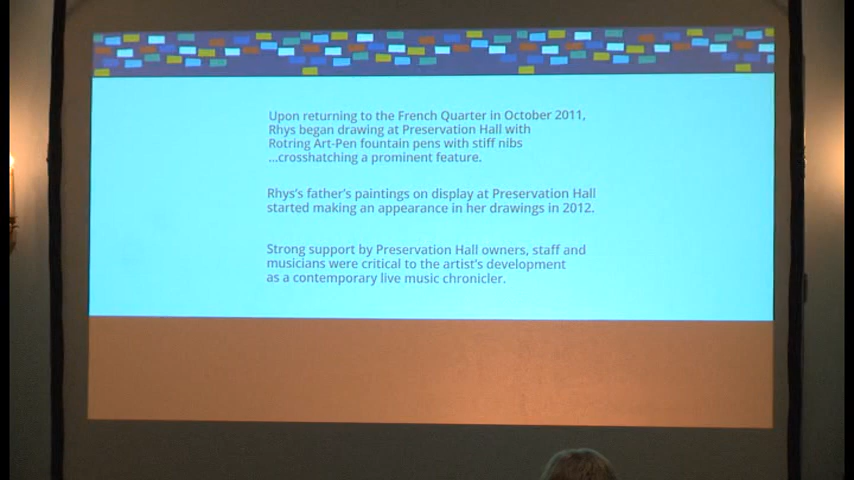 Upon returning to the French Quarter in October 2011,
Rhys began drawing at Preservation Hall with
Rotring Art-Pen fountain pens with stiff nibs
...crosshatching a prominent feature.
Rhys's father's paintings on display at Preservation Hall
started making an appearance in her drawings in 2012.
Strong support by Preservation Hall owners, staff and
musicians were critical to the artist's development
as a contemporary live music chronicler.